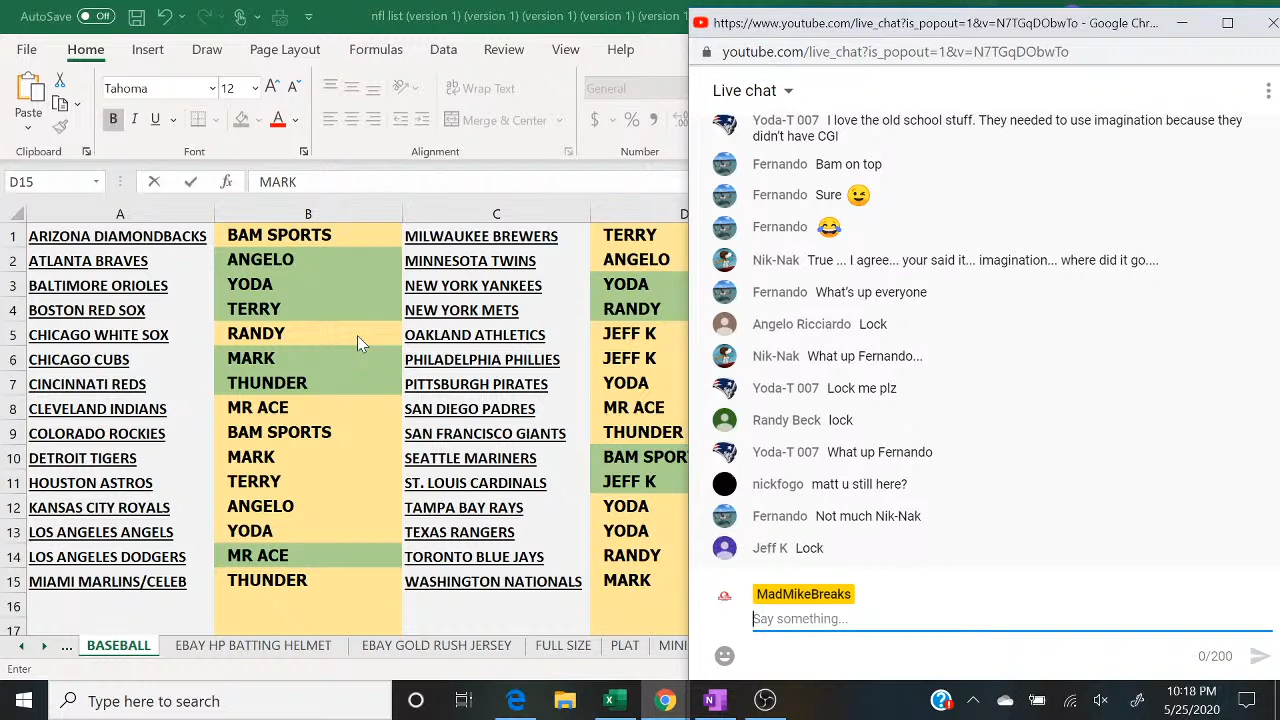 AutoSave Off nfl list (version 1) (version 1) (version 1) (version 1)
https://www.youtube.com/live_chat?is_popout=1&v=N7TGqDObwTo - Google Chr...
File Home Insert Draw Page Layout Formulas Data Review View Help
youtube.com/live_chat?is_popout=1&v=N7TGqDObwTo
Paste
Tahoma 12
B I U
Wrap Text
Merge & Center
General
$ % 9
Clipboard Font Alignment Number
D15 fx MARK
A B C D
1 ARIZONA DIAMONDBACKS BAM SPORTS MILWAUKEE BREWERS TERRY
2 ATLANTA BRAVES ANGELO MINNESOTA TWINS ANGELO
3 BALTIMORE ORIOLES YODA NEW YORK YANKEES YODA
4 BOSTON RED SOX TERRY NEW YORK METS RANDY
5 CHICAGO WHITE SOX RANDY OAKLAND ATHLETICS JEFF K
6 CHICAGO CUBS MARK PHILADELPHIA PHILLIES JEFF K
7 CINCINNATI REDS THUNDER PITTSBURGH PIRATES YODA
8 CLEVELAND INDIANS MR ACE SAN DIEGO PADRES MR ACE
9 COLORADO ROCKIES BAM SPORTS SAN FRANCISCO GIANTS THUNDER
10 DETROIT TIGERS MARK SEATTLE MARINERS BAM SPOR
11 HOUSTON ASTROS TERRY ST. LOUIS CARDINALS JEFF K
12 KANSAS CITY ROYALS ANGELO TAMPA BAY RAYS YODA
13 LOS ANGELES ANGELS YODA TEXAS RANGERS YODA
14 LOS ANGELES DODGERS MR ACE TORONTO BLUE JAYS RANDY
15 MIAMI MARLINS/CELEB THUNDER WASHINGTON NATIONALS MARK
16
17
... BASEBALL EBAY HP BATTING HELMET EBAY GOLD RUSH JERSEY FULL SIZE PLAT MINI
Enter
Live chat
Yoda-T 007 I love the old school stuff. They needed to use imagination because they
didn't have CGI
Fernando Bam on top
Fernando Sure 😉
Fernando 😂
Nik-Nak True ... I agree... your said it... imagination... where did it go....
Fernando What's up everyone
Angelo Ricciardo Lock
Nik-Nak What up Fernando...
Yoda-T 007 Lock me plz
Randy Beck lock
Yoda-T 007 What up Fernando
nickfogo matt u still here?
Fernando Not much Nik-Nak
Jeff K Lock
MadMikeBreaks
Say something...
0/200
Type here to search
10:18 PM
5/25/2020